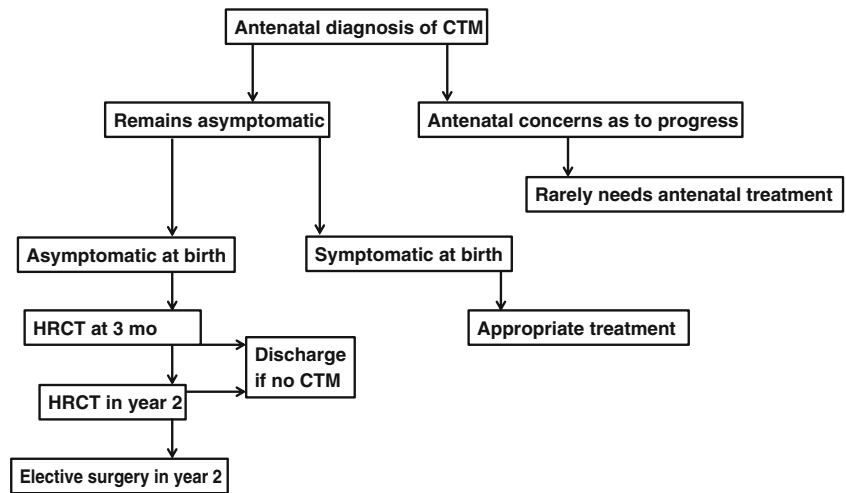 Antenatal diagnosis of CTM
Remains asymptomatic
Antenatal concerns as to progress
Rarely needs antenatal treatment
Asymptomatic at birth
Symptomatic at birth
HRCT at 3 mo
Appropriate treatment
Discharge
if no CTM
HRCT in year 2
Elective surgery in year 2